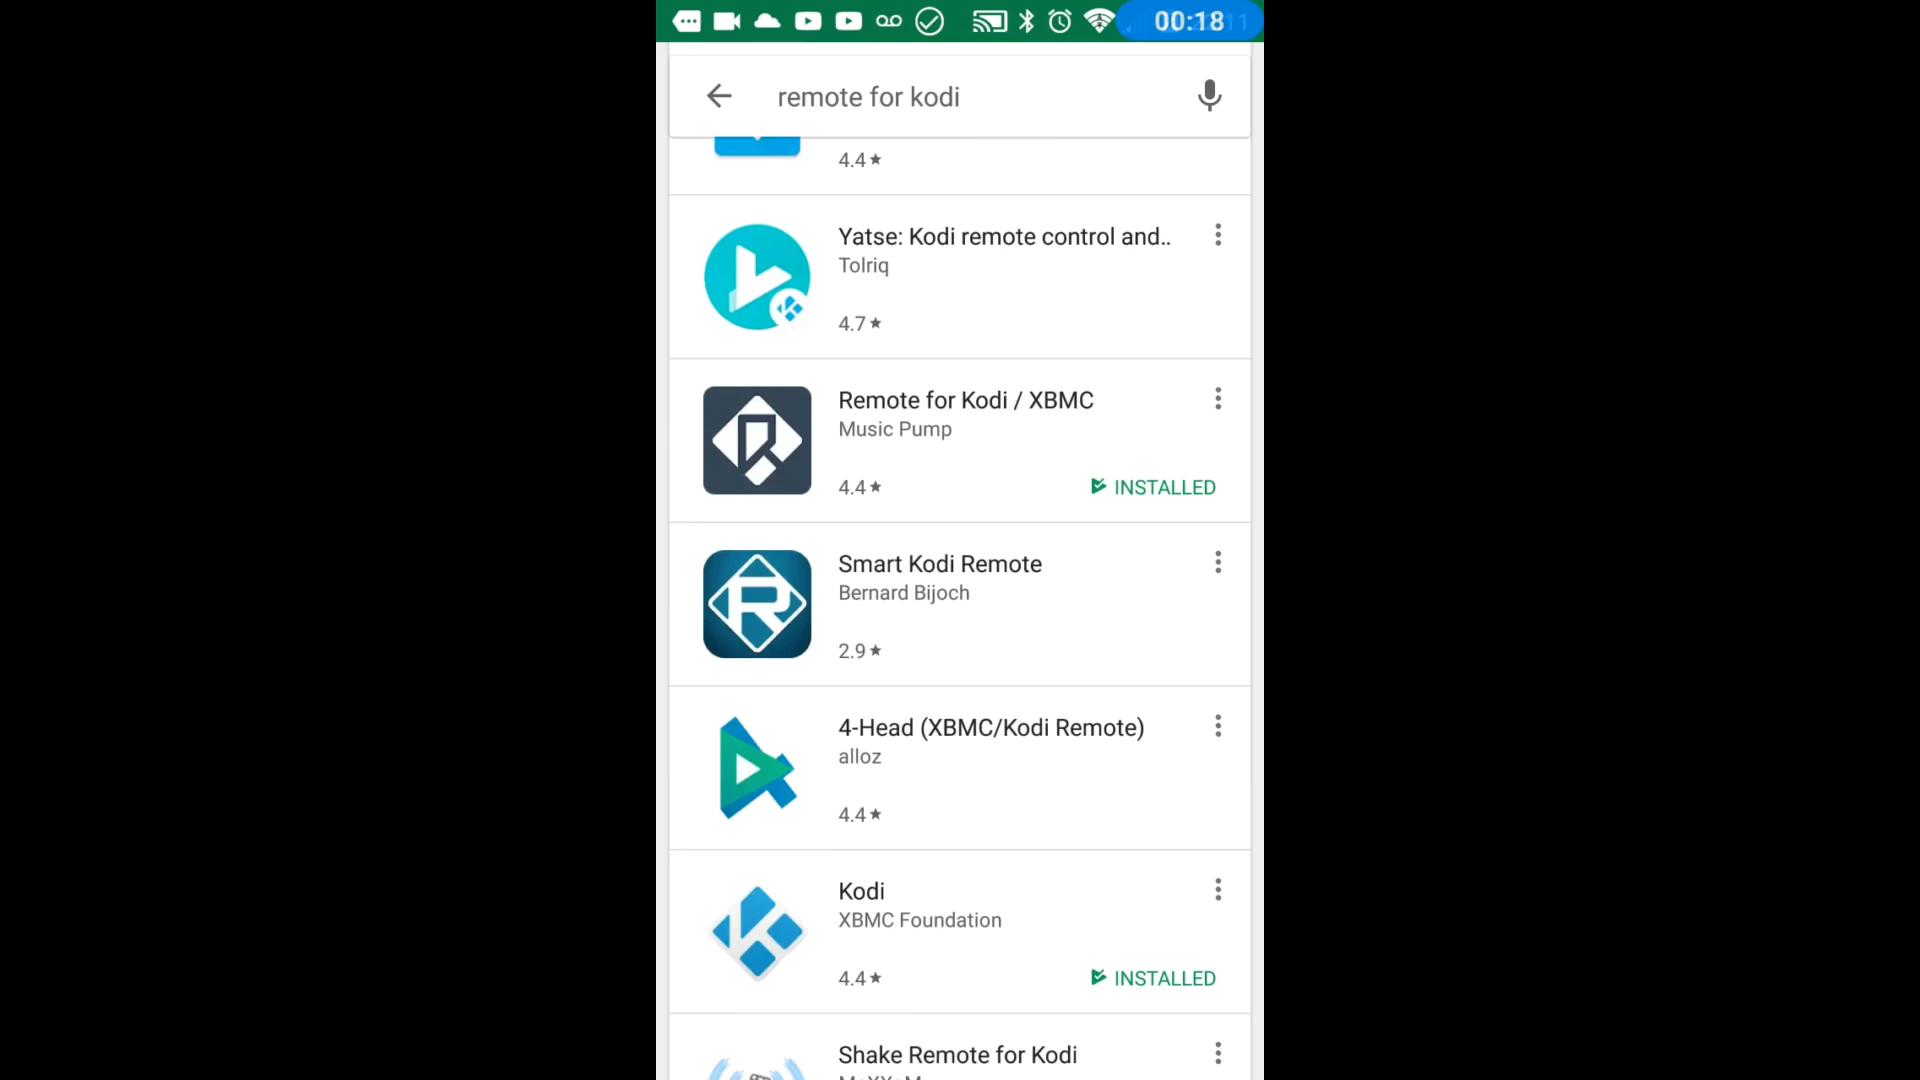 00:18
remote for kodi
4.4★
Yatse: Kodi remote control and..
Tolriq
4.7★
Remote for Kodi / XBMC
Music Pump
4.4★
INSTALLED
Smart Kodi Remote
Bernard Bijoch
2.9★
4-Head (XBMC/Kodi Remote)
alloz
4.4★
Kodi
XBMC Foundation
4.4★
INSTALLED
Shake Remote for Kodi